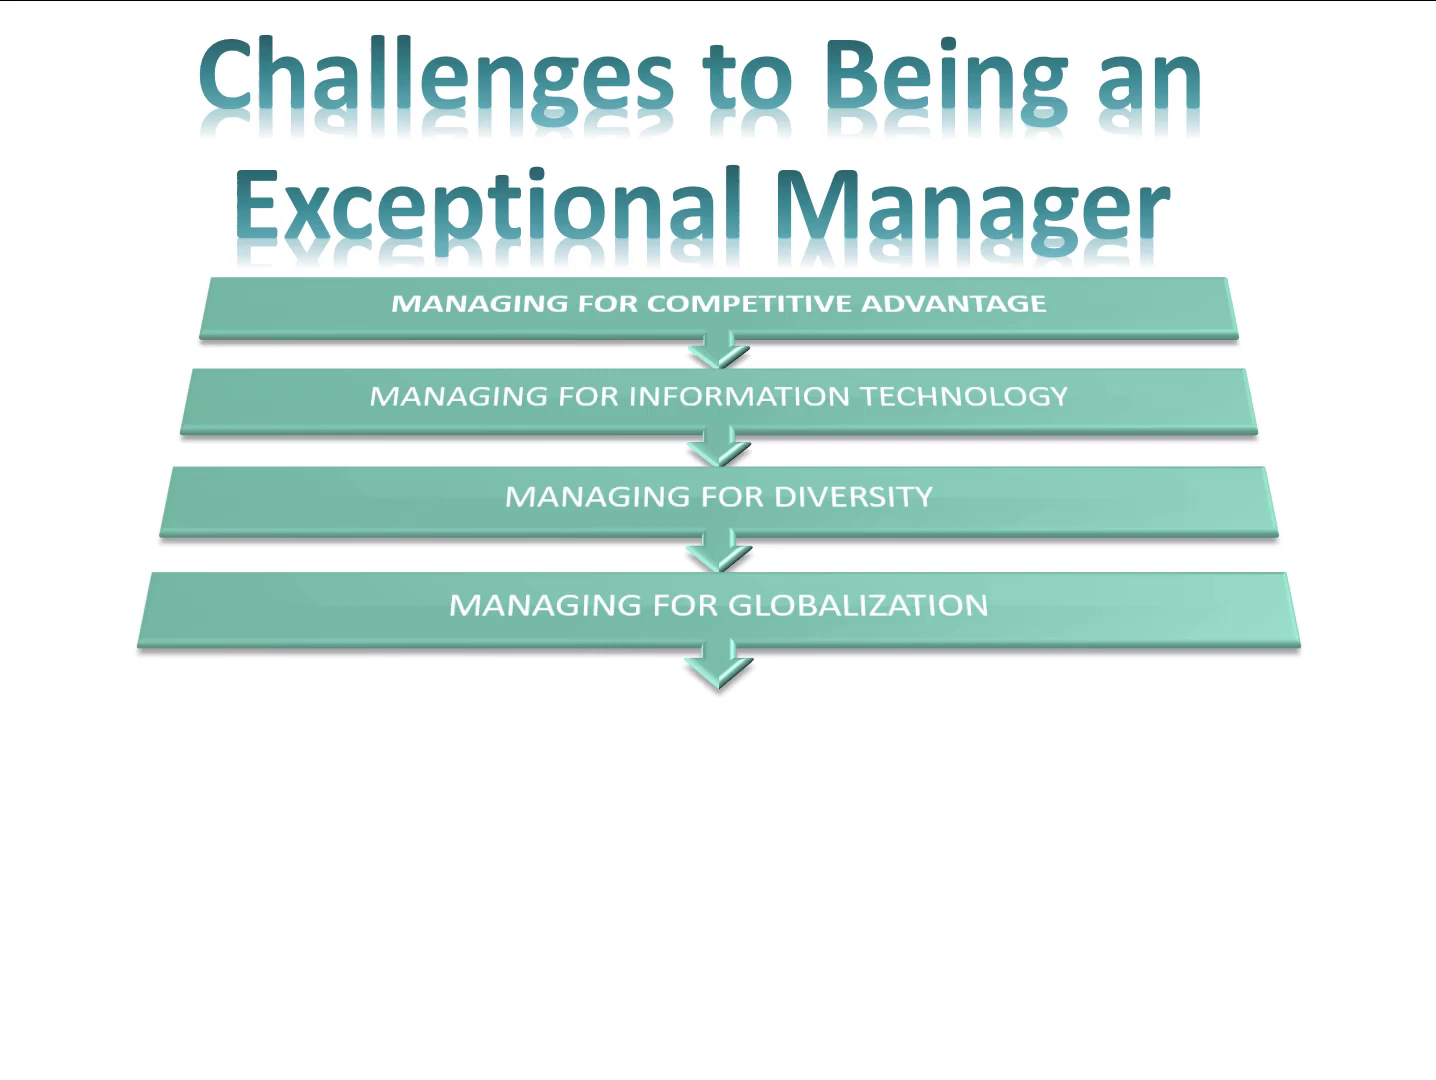 Challenges to Being an
Exceptional Manager
MANAGING FOR COMPETITIVE ADVANTAGE
MANAGING FOR INFORMATION TECHNOLOGY
MANAGING FOR DIVERSITY
MANAGING FOR GLOBALIZATION